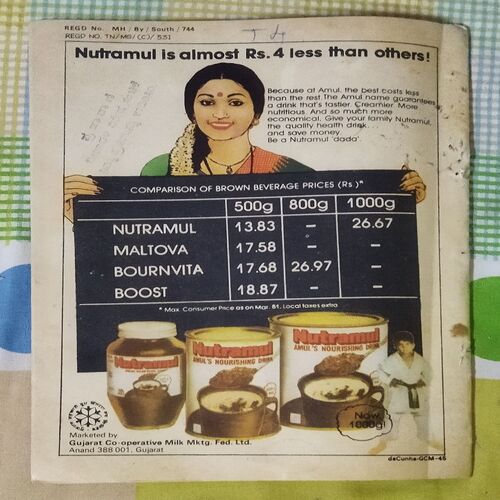 REGD No. MH / By / South / 744
REGD NO. TN/MS/(C)/531
Nutramul is almost Rs. 4 less than others!
Because at Amul, the best costs less
than the rest. The Amul name guarantees
a drink that's tastier. Creamier. More
nutritious. And so much more
economical. Give your family Nutramul,
the quality health drink...
and save money.
Be a Nutramul 'dada'.
COMPARISON OF BROWN BEVERAGE PRICES (Rs.)*
500g 800g 1000g
NUTRAMUL 13.83 – 26.67
MALTOVA 17.58 – –
BOURNVITA 17.68 26.97 –
BOOST 18.87 – –
* Max. Consumer Price as on Mar. 81. Local taxes extra
Nutramul
Nutramul
AMUL'S NOURISHING DRINK
Nutramul
AMUL'S NOURISHING DRINK
Now,
1000g!
Marketed by
Gujarat Co-operative Milk Mktg. Fed. Ltd.
Anand 388 001, Gujarat
daCunha-GCM-45